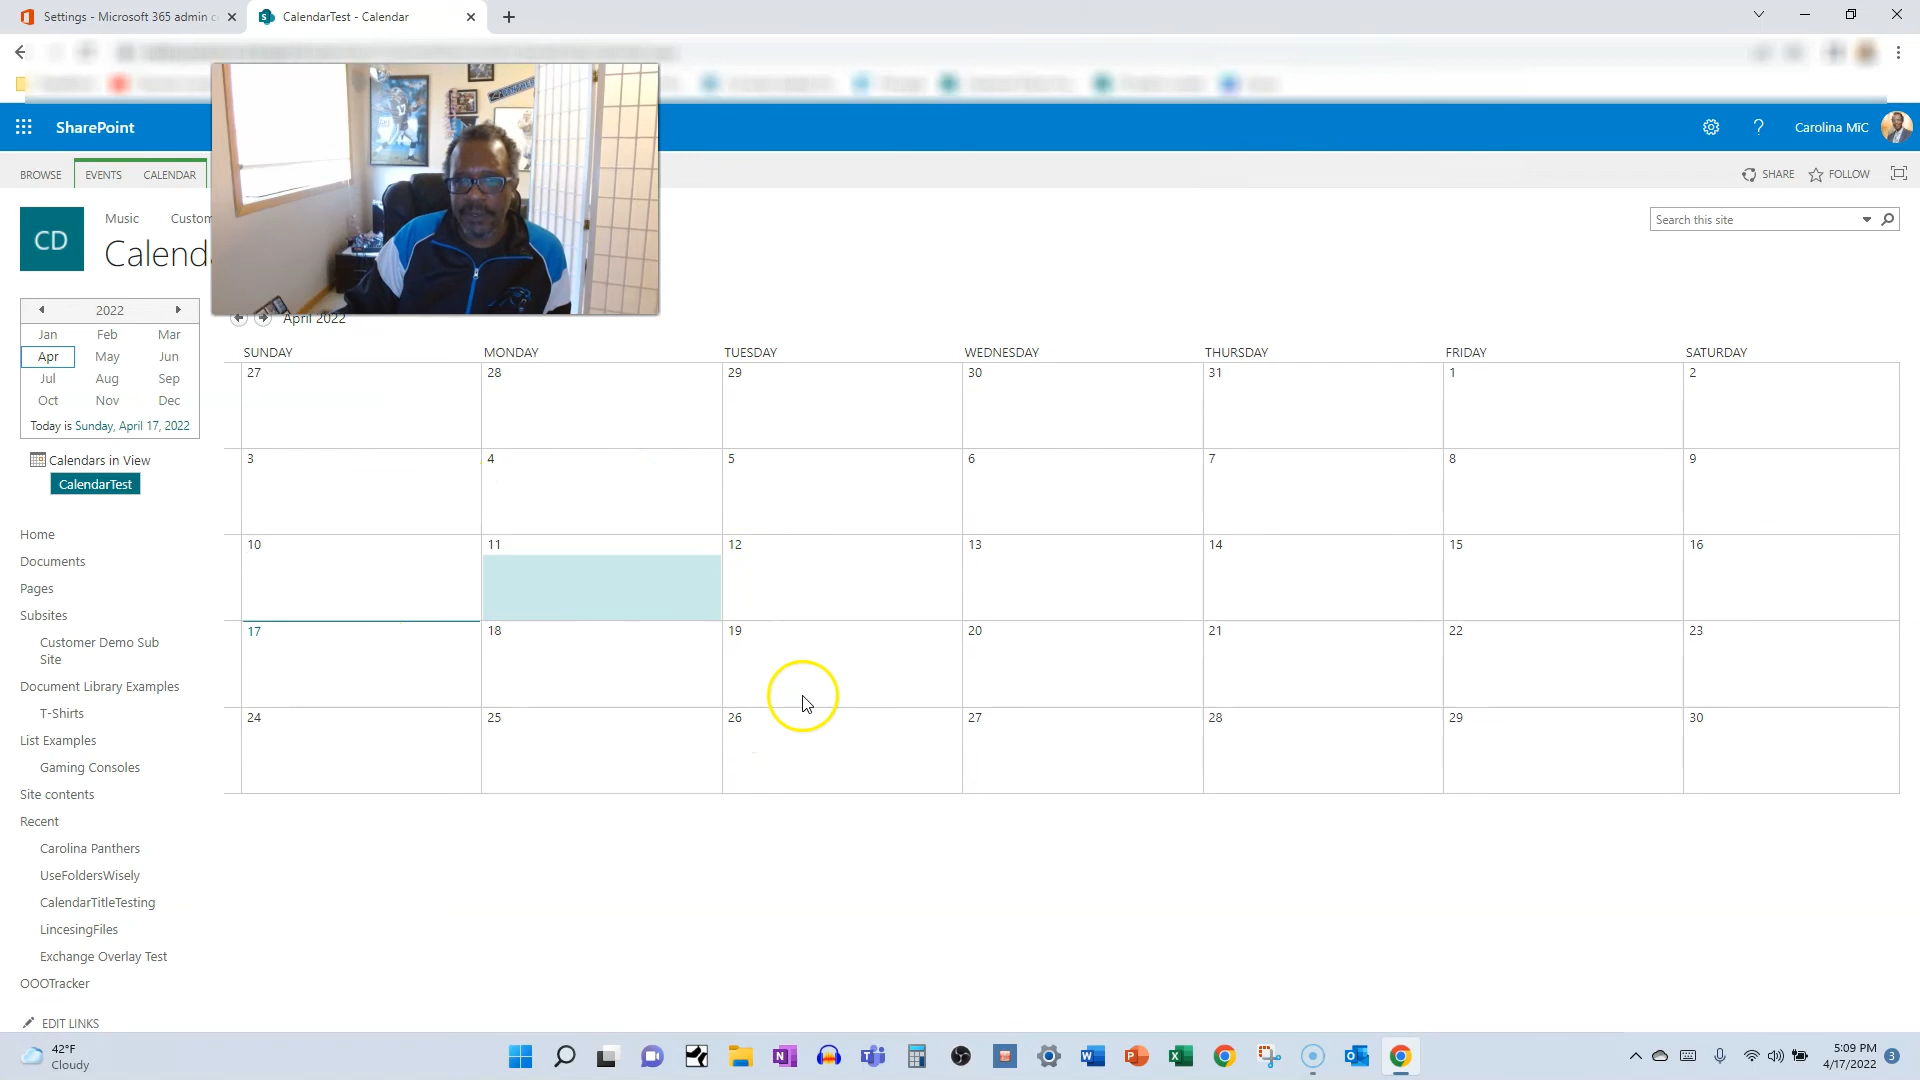 Settings - Microsoft 365 admin c
CalendarTest - Calendar
SharePoint
Carolina MiC
BROWSE
EVENTS
CALENDAR
SHARE
FOLLOW
CD
Music
Custom
Calend
Search this site
2022
Jan Feb Mar
Apr May Jun
Jul Aug Sep
Oct Nov Dec
Today is Sunday, April 17, 2022
Calendars in View
CalendarTest
Home
Documents
Pages
Subsites
Customer Demo Sub
Site
Document Library Examples
T-Shirts
List Examples
Gaming Consoles
Site contents
Recent
Carolina Panthers
UseFoldersWisely
CalendarTitleTesting
LincesingFiles
Exchange Overlay Test
OOOTracker
EDIT LINKS
April 2022
SUNDAY MONDAY TUESDAY WEDNESDAY THURSDAY FRIDAY SATURDAY
27 28 29 30 31 1 2
3 4 5 6 7 8 9
10 11 12 13 14 15 16
17 18 19 20 21 22 23
24 25 26 27 28 29 30
42°F
Cloudy
5:09 PM
4/17/2022
3